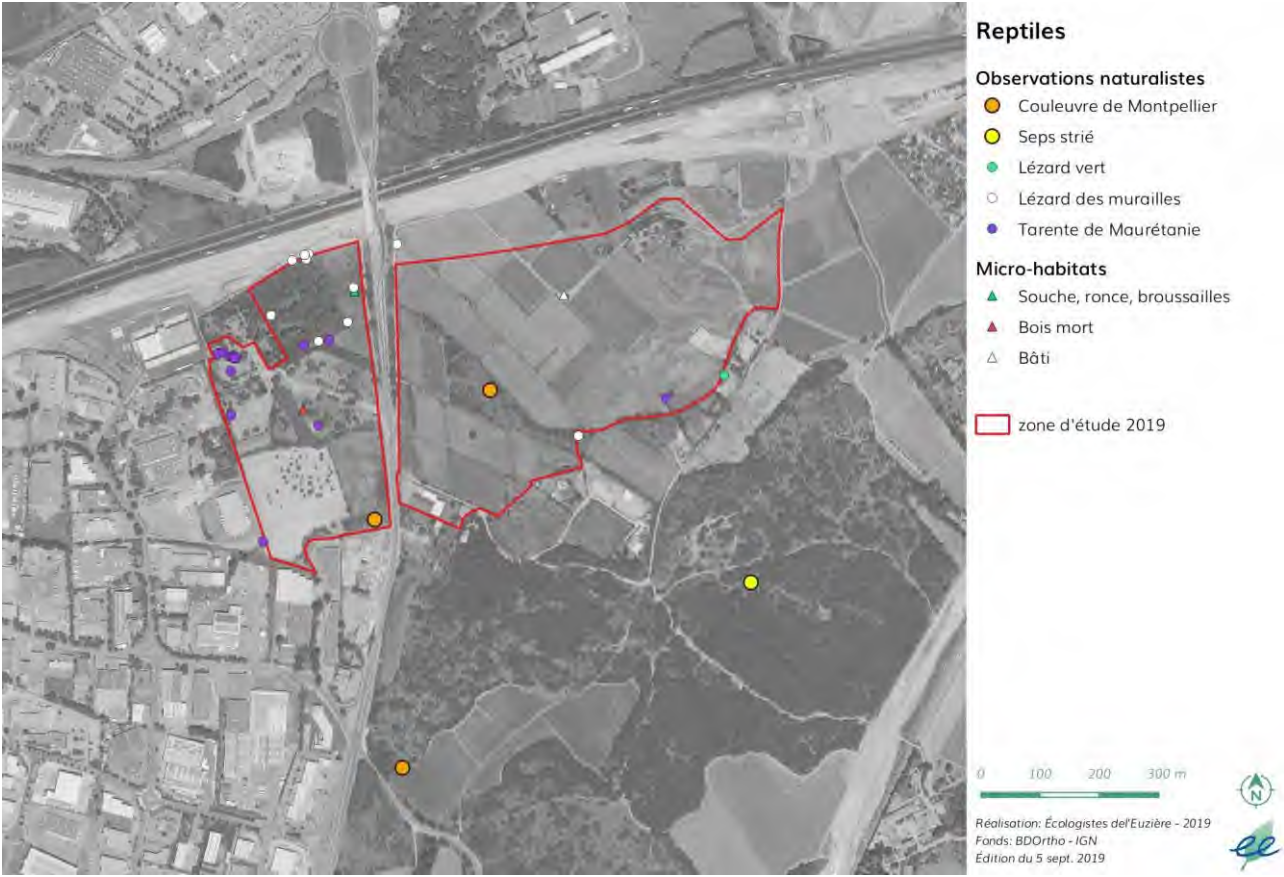 Reptiles
Observations naturalistes
Couleuvre de Montpellier
Seps strié
Lézard vert
Lézard des murailles
Tarente de Maurétanie
Micro-habitats
Souche, ronce, broussailles
Bois mort
Bâti
zone d'étude 2019
0 100 200 300 m
N
Réalisation: Écologistes del'Euzière - 2019
Fonds: BDOrtho - IGN
Édition du 5 sept. 2019
ee